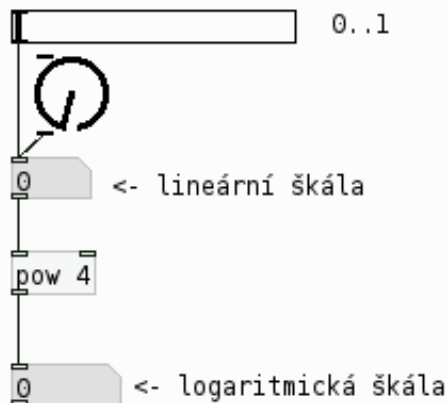 0..1
0
<- lineární škála
pow 4
0
<- logaritmická škála